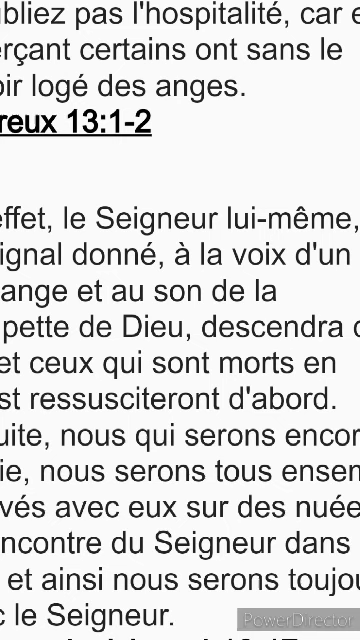 bliez pas l'hospitalité, car e
erçant certains ont sans le
oir logé des anges.
reux 13:1-2
effet, le Seigneur lui-même,
ignal donné, à la voix d'un
ange et au son de la
pette de Dieu, descendra
et ceux qui sont morts en
st ressusciteront d'abord.
uite, nous qui serons encor
ie, nous serons tous ensem
vés avec eux sur des nuée
ncontre du Seigneur dans
et ainsi nous serons toujou
c le Seigneur.
PowerDirector